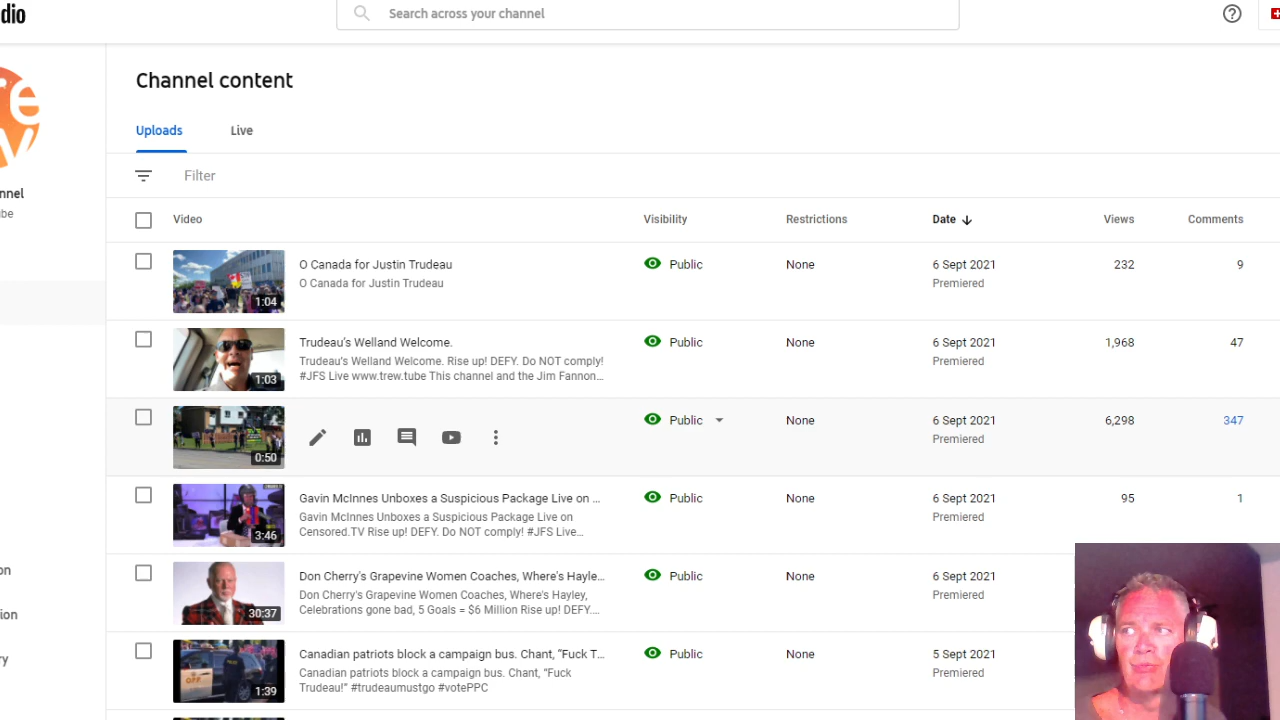 dio
Search across your channel
Channel content
Uploads
Live
Filter
nnel
be
Video
Visibility
Restrictions
Date
Views
Comments
1:04
O Canada for Justin Trudeau
O Canada for Justin Trudeau
Public
None
6 Sept 2021
Premiered
232
9
1:03
Trudeau's Welland Welcome.
Trudeau's Welland Welcome. Rise up! DEFY. Do NOT comply!
#JFS Live www.trew.tube This channel and the Jim Fannon...
Public
None
6 Sept 2021
Premiered
1,968
47
0:50
Public
None
6 Sept 2021
Premiered
6,298
347
3:46
Gavin McInnes Unboxes a Suspicious Package Live on ...
Gavin McInnes Unboxes a Suspicious Package Live on
Censored.TV Rise up! DEFY. Do NOT comply! #JFS Live...
Public
None
6 Sept 2021
Premiered
95
1
30:37
Don Cherry's Grapevine Women Coaches, Where's Hayle...
Don Cherry's Grapevine Women Coaches, Where's Hayley,
Celebrations gone bad, 5 Goals = $6 Million Rise up! DEFY....
Public
None
6 Sept 2021
Premiered
on
1:39
Canadian patriots block a campaign bus. Chant, "Fuck T...
Canadian patriots block a campaign bus. Chant, "Fuck
Trudeau!" #trudeaumustgo #votePPC
Public
None
5 Sept 2021
Premiered
ion
ry